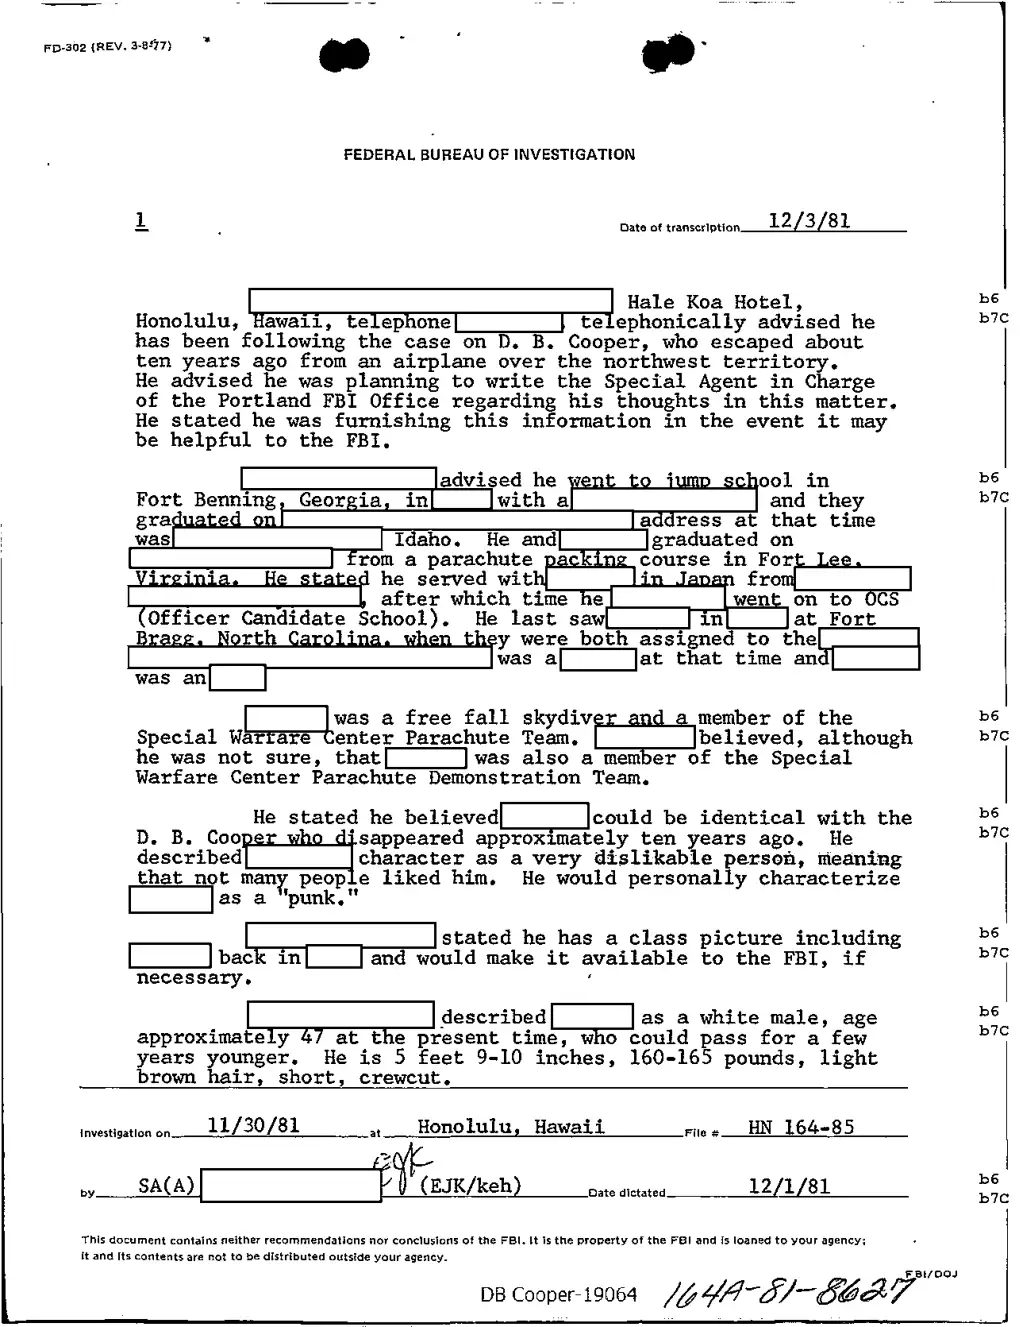 FD-302 (REV. 3-8-77)
FEDERAL BUREAU OF INVESTIGATION
1
Date of transcription 12/3/81
Hale Koa Hotel, b6
Honolulu, Hawaii, telephone , telephonically advised he b7C
has been following the case on D. B. Cooper, who escaped about
ten years ago from an airplane over the northwest territory.
He advised he was planning to write the Special Agent in Charge
of the Portland FBI Office regarding his thoughts in this matter.
He stated he was furnishing this information in the event it may
be helpful to the FBI.
advised he went to jump school in b6
Fort Benning, Georgia, in with a and they b7C
graduated on address at that time
was Idaho. He and graduated on
from a parachute packing course in Fort Lee,
Virginia. He stated he served with in Japan from
, after which time he went on to OCS
(Officer Candidate School). He last saw in at Fort
Bragg, North Carolina, when they were both assigned to the
was a at that time and
was an
was a free fall skydiver and a member of the b6
Special Warfare Center Parachute Team. believed, although b7C
he was not sure, that was also a member of the Special
Warfare Center Parachute Demonstration Team.
He stated he believed could be identical with the b6
D. B. Cooper who disappeared approximately ten years ago. He b7C
described character as a very dislikable person, meaning
that not many people liked him. He would personally characterize
as a "punk."
stated he has a class picture including b6
back in and would make it available to the FBI, if b7C
necessary.
described as a white male, age b6
approximately 47 at the present time, who could pass for a few b7C
years younger. He is 5 feet 9-10 inches, 160-165 pounds, light
brown hair, short, crewcut.
Investigation on 11/30/81 at Honolulu, Hawaii File # HN 164-85
EJK
by SA(A) (EJK/keh) Date dictated 12/1/81 b6
b7C
This document contains neither recommendations nor conclusions of the FBI. It is the property of the FBI and is loaned to your agency;
it and its contents are not to be distributed outside your agency.
FBI/DOJ
DB Cooper-19064 164A-81-8627